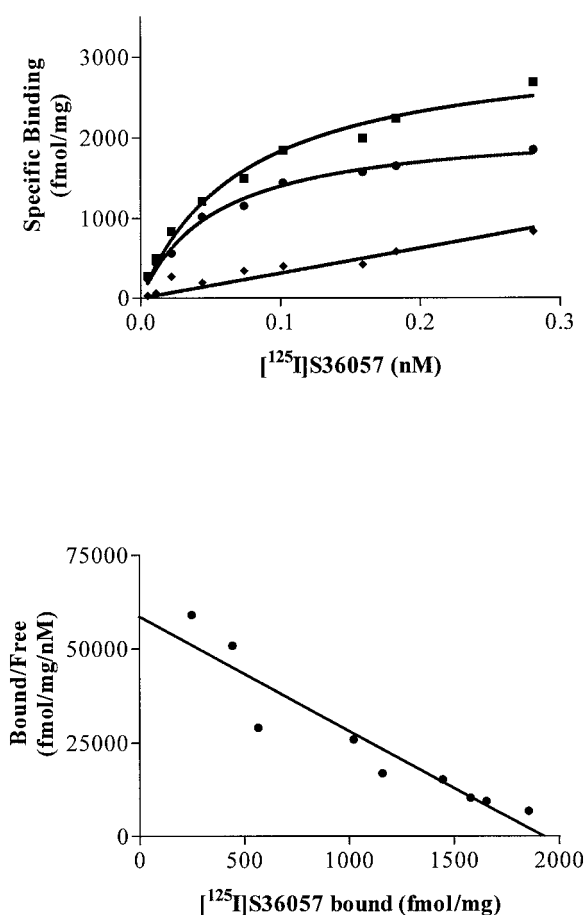 Specific Binding
(fmol/mg)
3000
2000
1000
0
0.0
0.1
0.2
0.3
[¹²⁵I]S36057 (nM)
Bound/Free
(fmol/mg/nM)
75000
50000
25000
0
0
500
1000
1500
2000
[¹²⁵I]S36057 bound (fmol/mg)